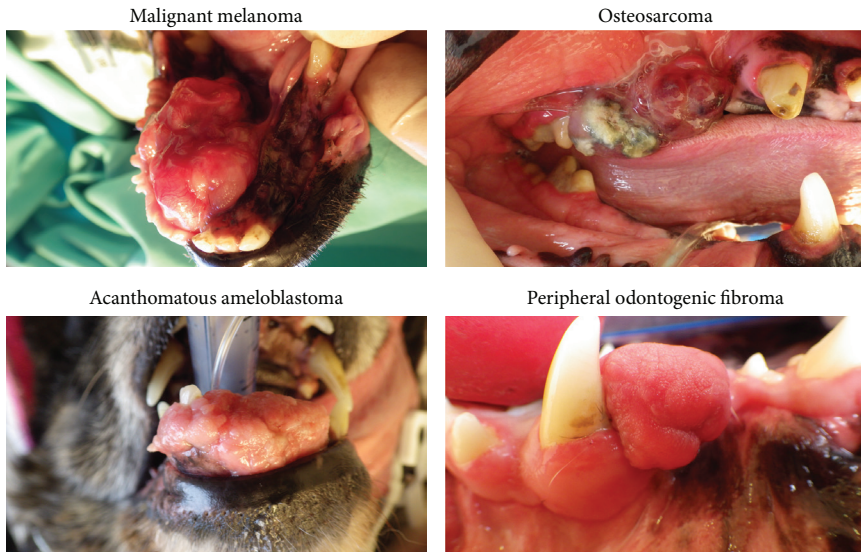 Malignant melanoma
Osteosarcoma
Acanthomatous ameloblastoma
Peripheral odontogenic fibroma